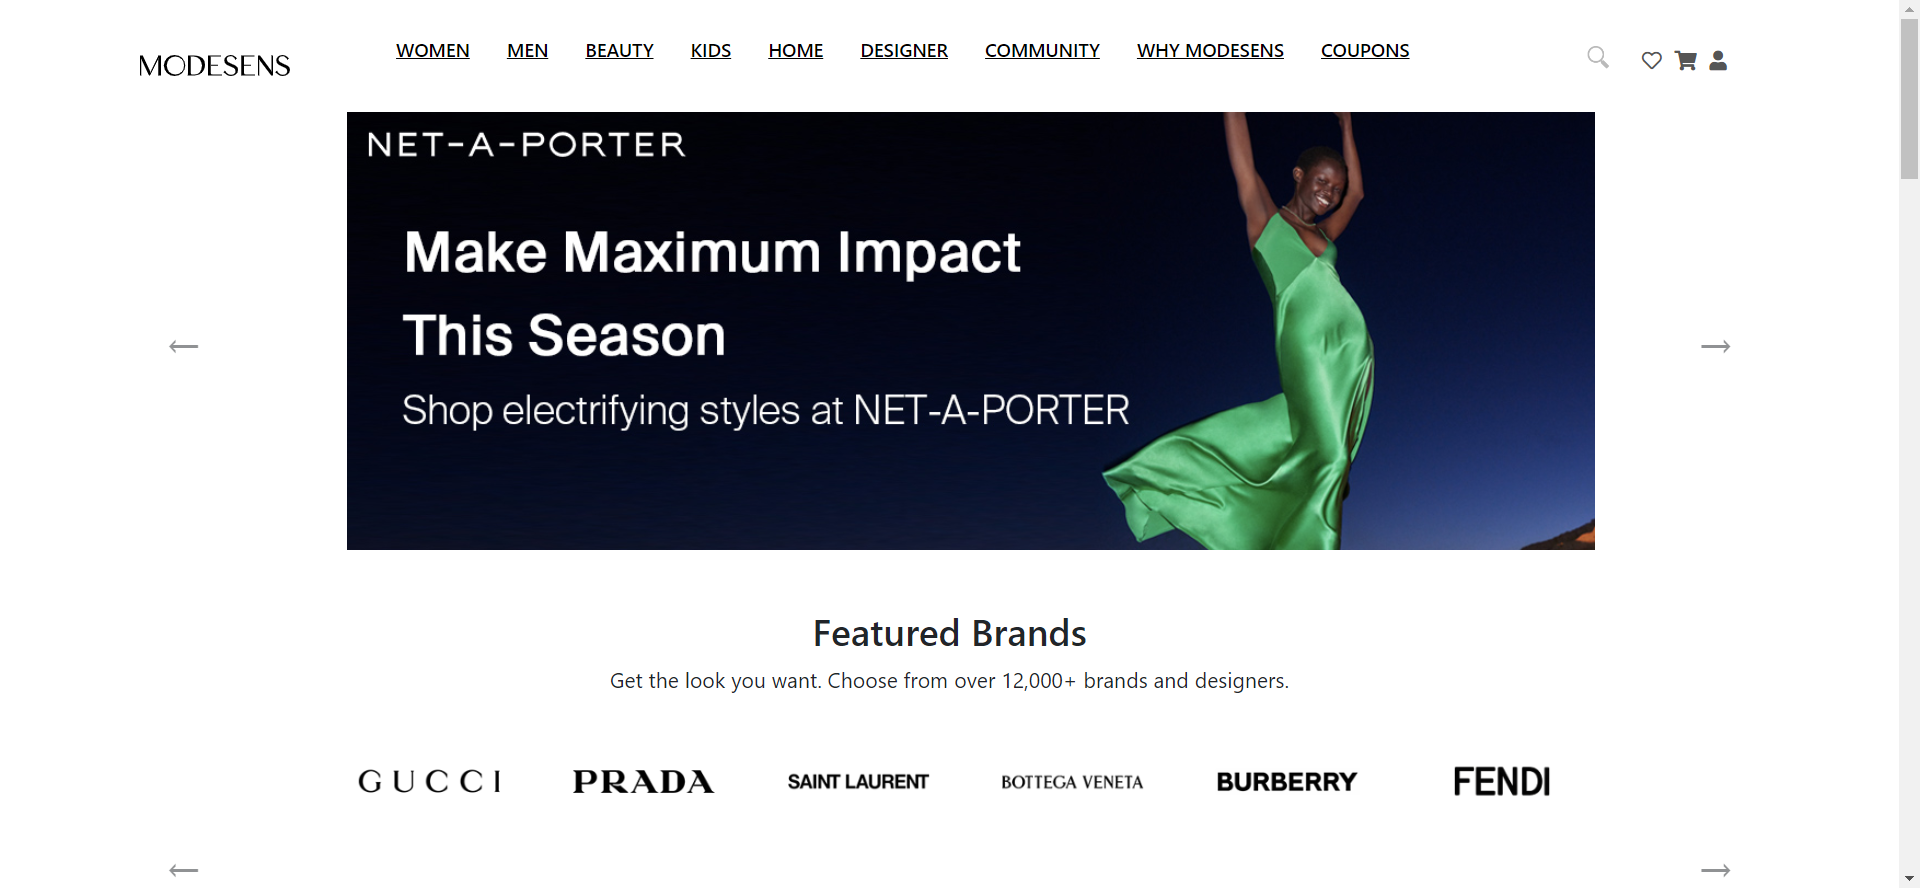 MODESENS
WOMEN MEN BEAUTY KIDS HOME DESIGNER COMMUNITY WHY MODESENS COUPONS
NET-A-PORTER
Make Maximum Impact
This Season
Shop electrifying styles at NET-A-PORTER
Featured Brands
Get the look you want. Choose from over 12,000+ brands and designers.
GUCCI PRADA SAINT LAURENT BOTTEGA VENETA BURBERRY FENDI